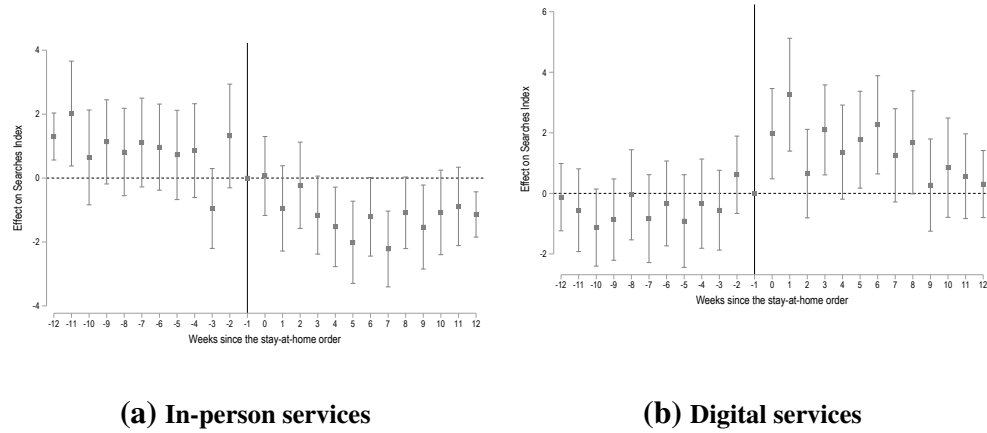 4
2
0
-2
-4
Effect on Searches Index
-12 -11 -10 -9 -8 -7 -6 -5 -4 -3 -2 -1 0 1 2 3 4 5 6 7 8 9 10 11 12
Weeks since the stay-at-home order
(a) In-person services
6
4
2
0
-2
Effect on Searches Index
-12 -11 -10 -9 -8 -7 -6 -5 -4 -3 -2 -1 0 1 2 3 4 5 6 7 8 9 10 11 12
Weeks since the stay-at-home order
(b) Digital services